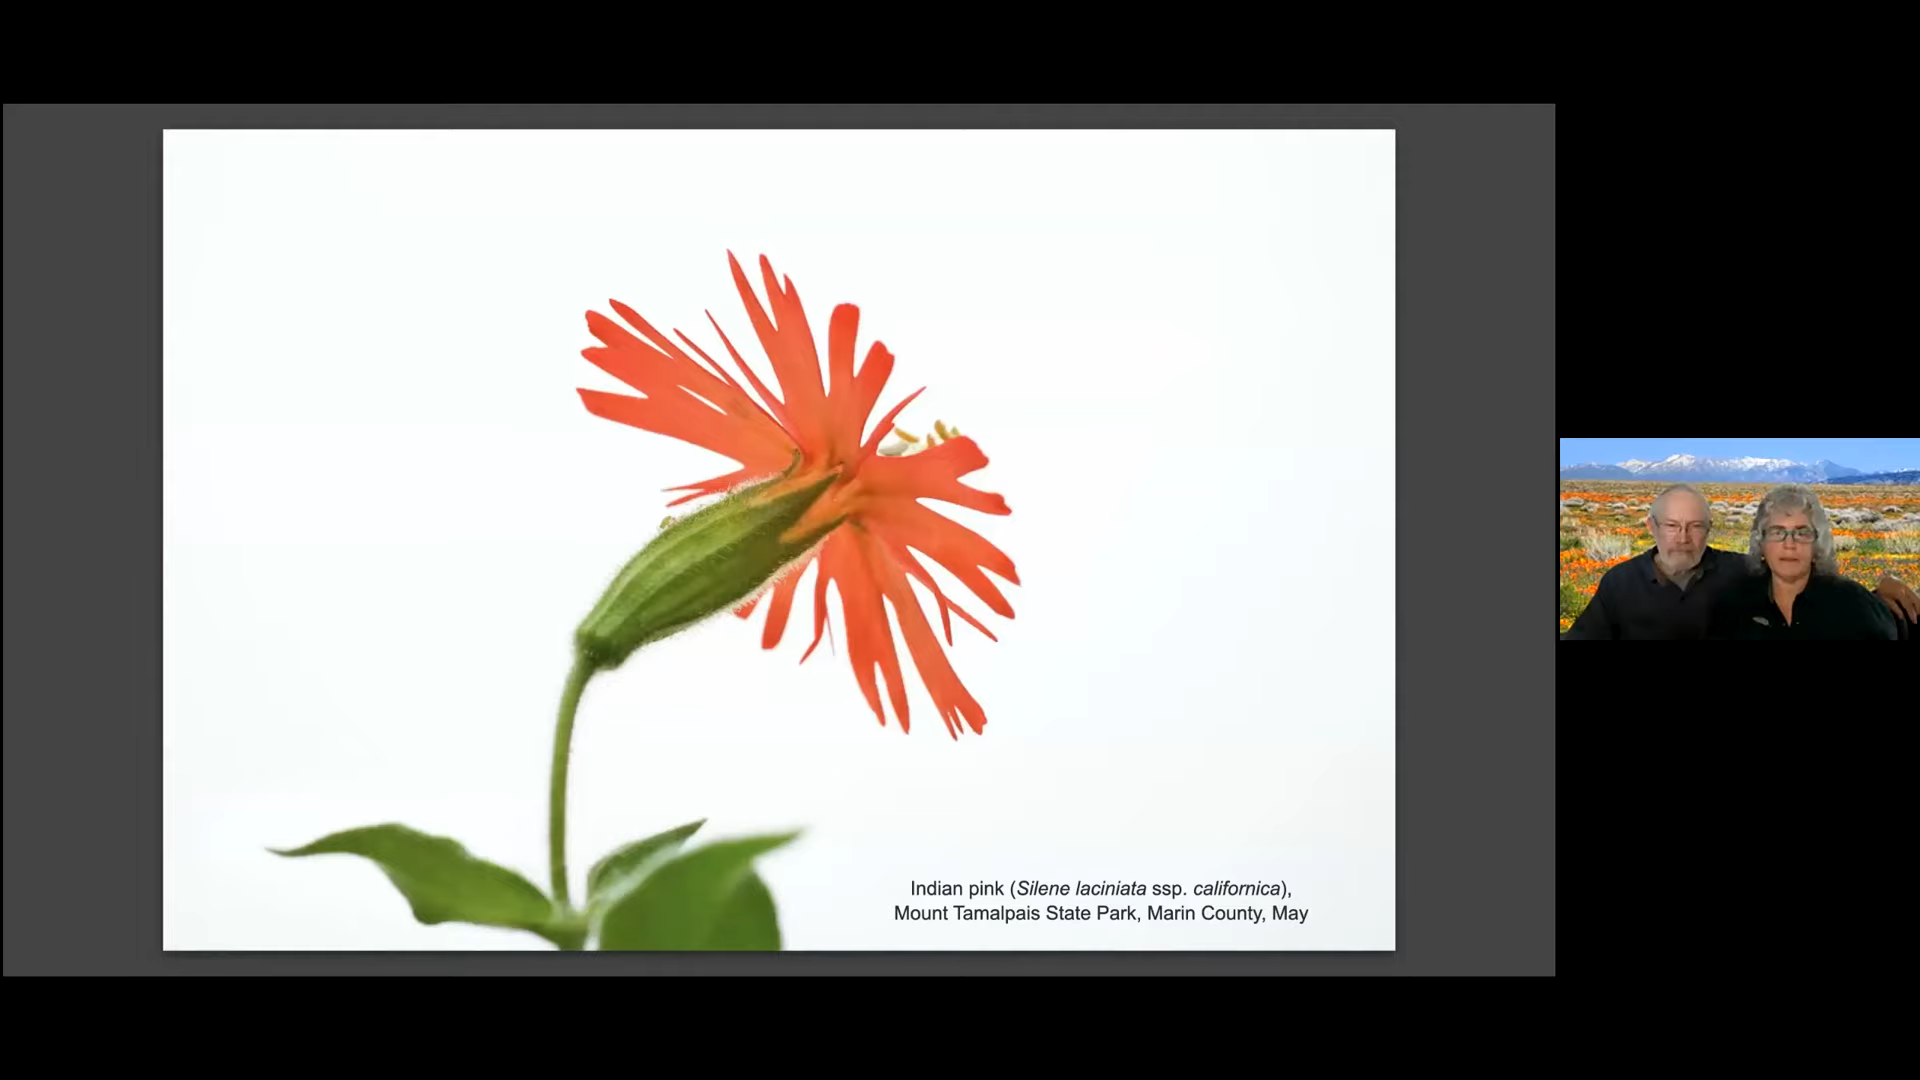 Indian pink (Silene laciniata ssp. californica),
Mount Tamalpais State Park, Marin County, May